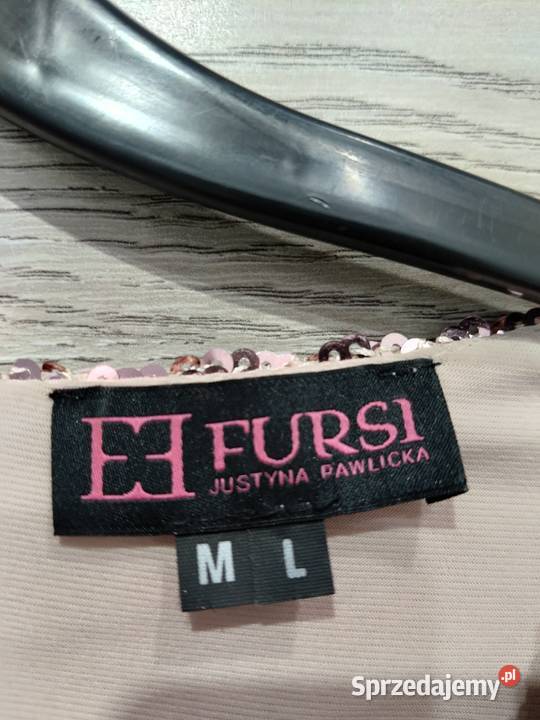 FURSI
JUSTYNA PAWLICKA
M L
Sprzedajemy.pl